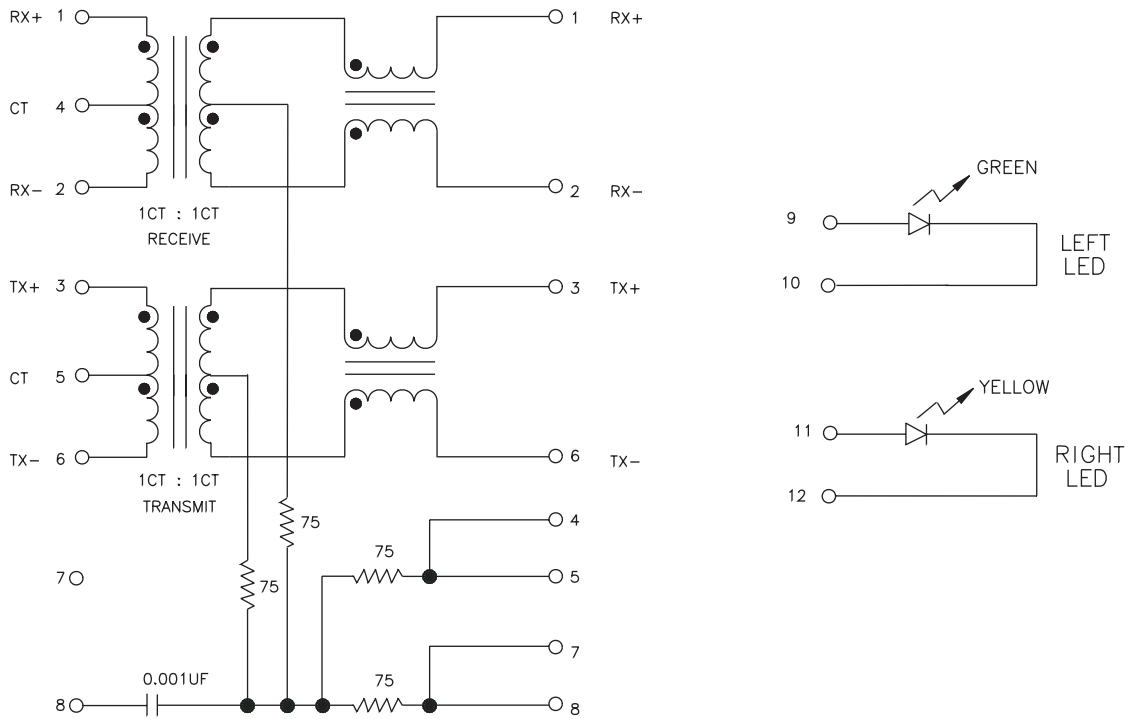 RX+ 1
1 RX+
CT 4
RX- 2
2 RX-
1CT : 1CT
RECEIVE
TX+ 3
3 TX+
CT 5
TX- 6
6 TX-
1CT : 1CT
TRANSMIT
75
4
75
7
75
5
7
0.001UF
75
8
8
GREEN
9
LEFT
LED
10
YELLOW
11
RIGHT
LED
12